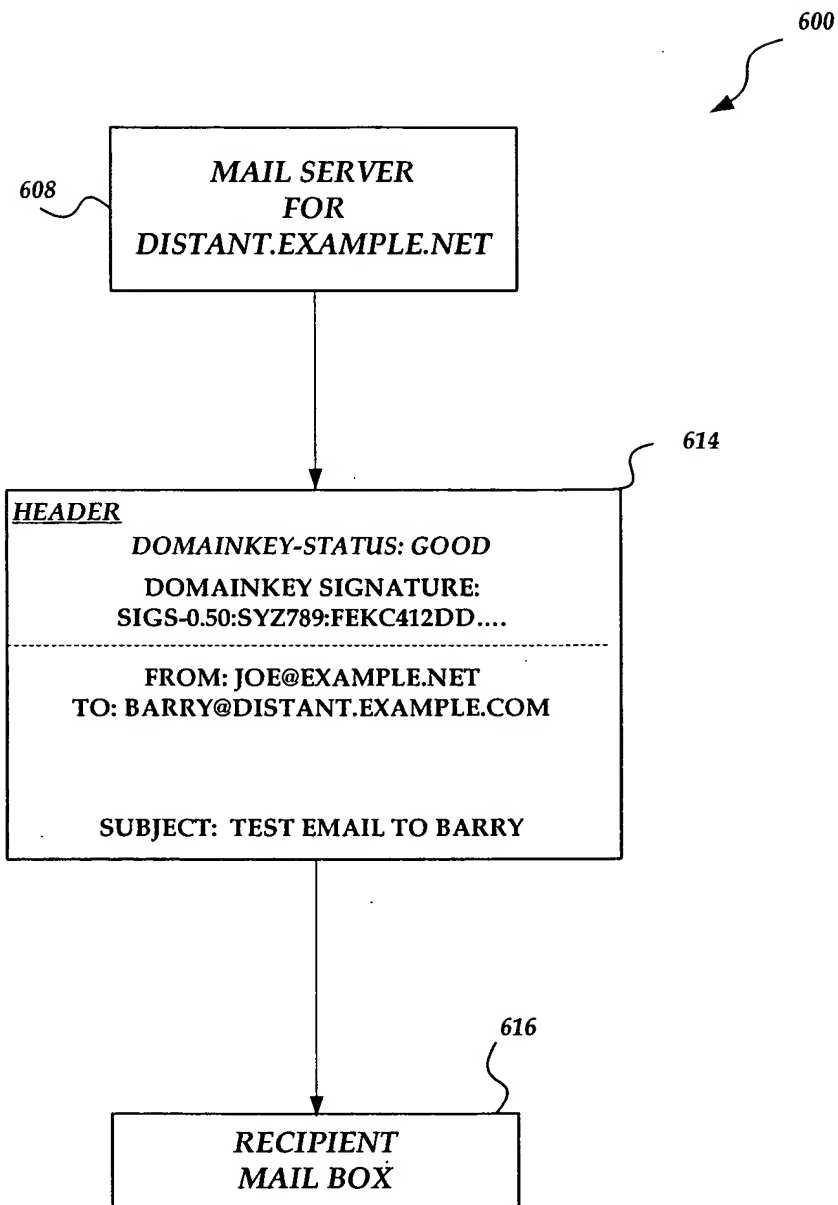 600
608
MAIL SERVER
FOR
DISTANT.EXAMPLE.NET
614
HEADER
DOMAINKEY-STATUS: GOOD
DOMAINKEY SIGNATURE:
SIGS-0.50:SYZ789:FEKC412DD....
FROM: JOE@EXAMPLE.NET
TO: BARRY@DISTANT.EXAMPLE.COM
SUBJECT: TEST EMAIL TO BARRY
616
RECIPIENT
MAIL BOX